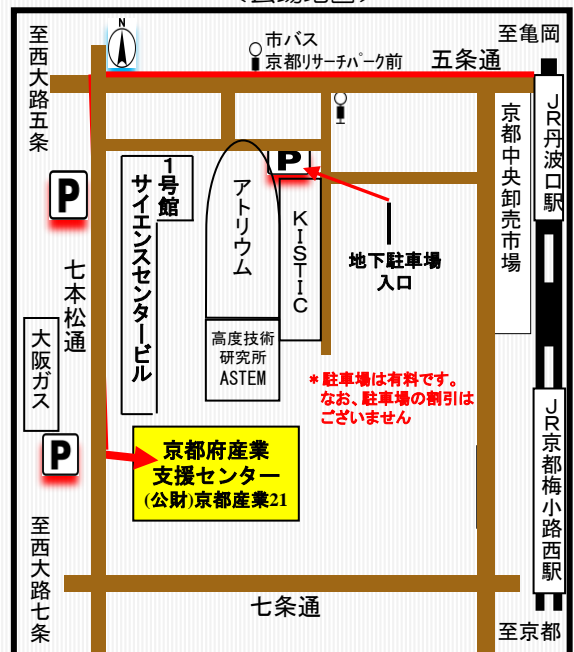 N
至西大路五条
市バス
京都リサーチパーク前
五条通
至亀岡
JR丹波口駅
京都中央卸売市場
P
1号館
サイエンスセンタービル
アトリウム
P
KISTIC
地下駐車場
入口
七本松通
大阪ガス
高度技術
研究所
ASTEM
*駐車場は有料です。
なお、駐車場の割引は
ございません
P
京都府産業
支援センター
(公財)京都産業21
JR京都梅小路西駅
至西大路七条
七条通
至京都